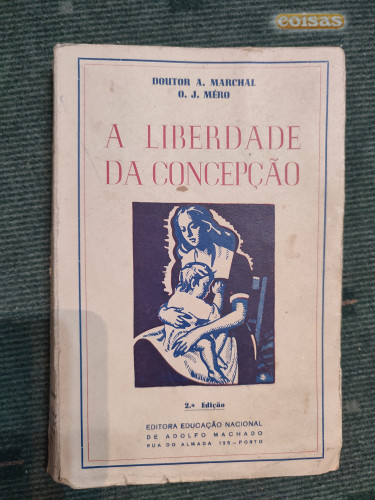 coisas
DOUTOR A. MARCHAL
O. J. MÉRO
A LIBERDADE
DA CONCEPÇÃO
2.ª Edição
EDITORA EDUCAÇÃO NACIONAL
DE ADOLFO MACHADO
RUA DO ALMADA 125 - PORTO